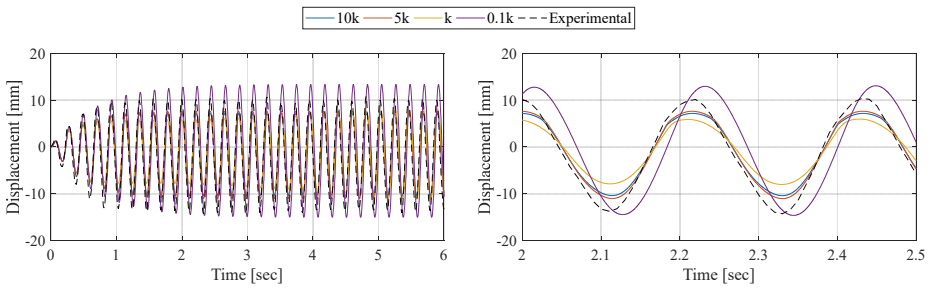 10k 5k k 0.1k Experimental
20
10
0
-10
-20
Displacement [mm]
0 1 2 3 4 5 6
Time [sec]
20
10
0
-10
-20
Displacement [mm]
2 2.1 2.2 2.3 2.4 2.5
Time [sec]